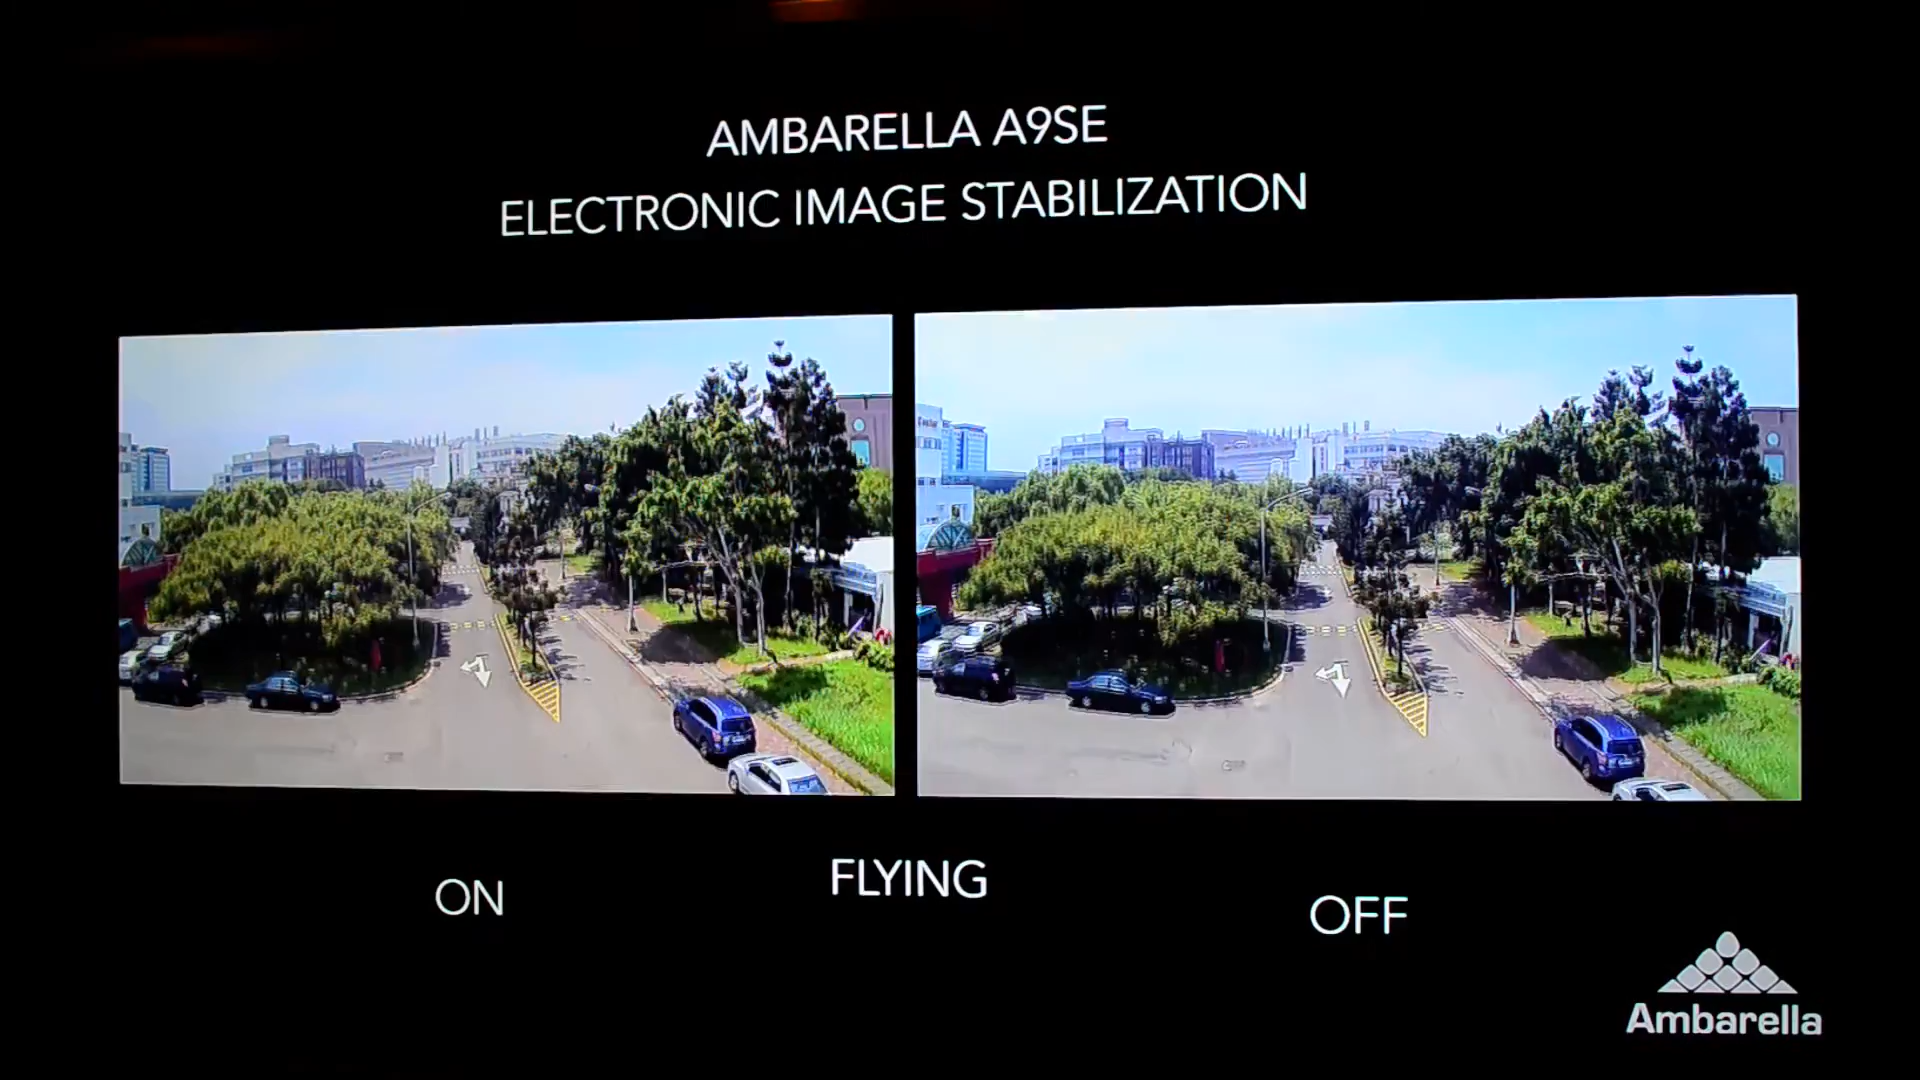 AMBARELLA A9SE
ELECTRONIC IMAGE STABILIZATION
ON
FLYING
OFF
Ambarella